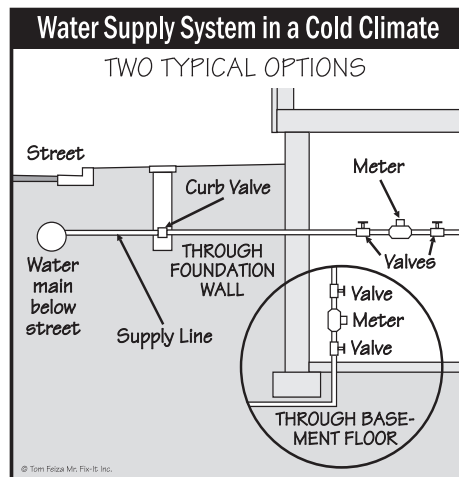 Water Supply System in a Cold Climate
TWO TYPICAL OPTIONS
Street
Meter
Curb Valve
THROUGH
FOUNDATION
WALL
Valves
Water
main
below
street
Supply Line
Valve
Meter
Valve
THROUGH BASE-
MENT FLOOR
© Tom Feiza Mr. Fix-It Inc.